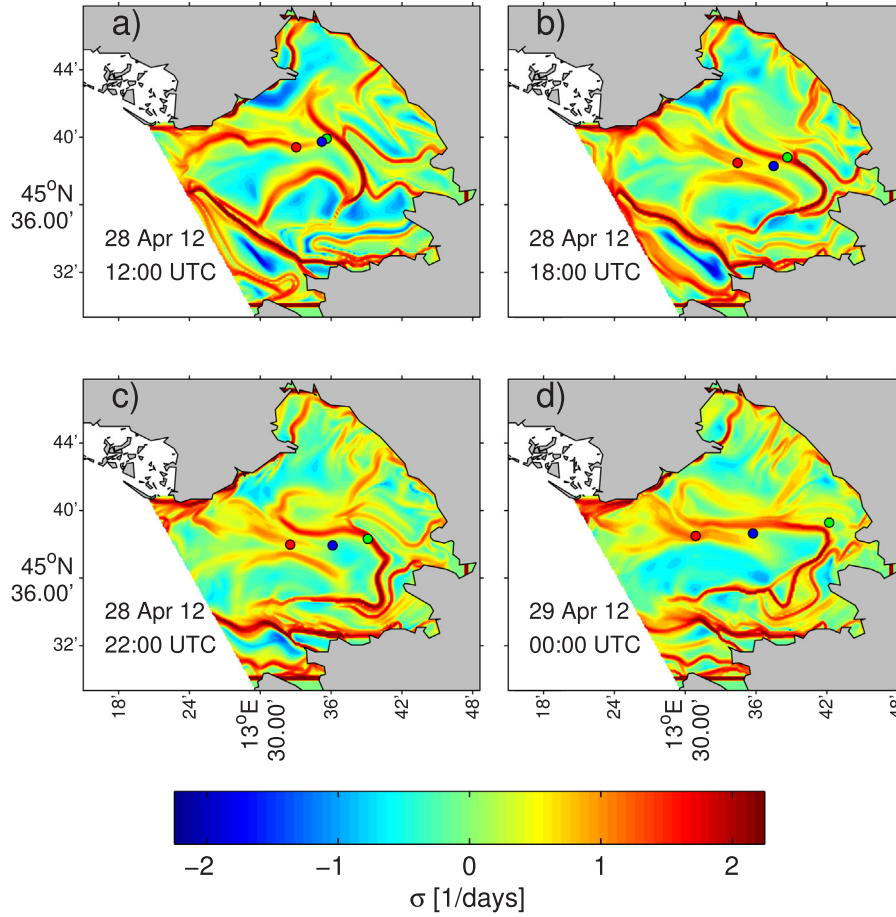 a)
b)
44'
40'
45°N
36.00'
32'
28 Apr 12
12:00 UTC
28 Apr 12
18:00 UTC
c)
d)
44'
40'
45°N
36.00'
32'
28 Apr 12
22:00 UTC
29 Apr 12
00:00 UTC
18'
24'
13°E
30.00'
36'
42'
48'
18'
24'
13°E
30.00'
36'
42'
48'
−2
−1
0
1
2
σ [1/days]